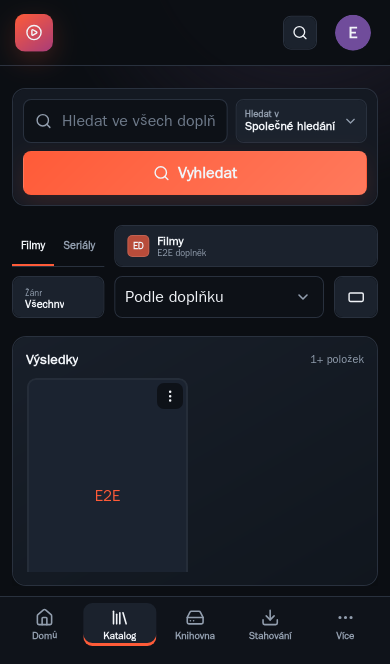 E
Hledat ve všech doplň
Hledat v
Společné hledání
Vyhledat
Filmy
Seriály
ED
Filmy
E2E doplněk
Žánr
Všechny
Podle doplňku
Výsledky
1+ položek
E2E
Domů
Katalog
Knihovna
Stahování
Více